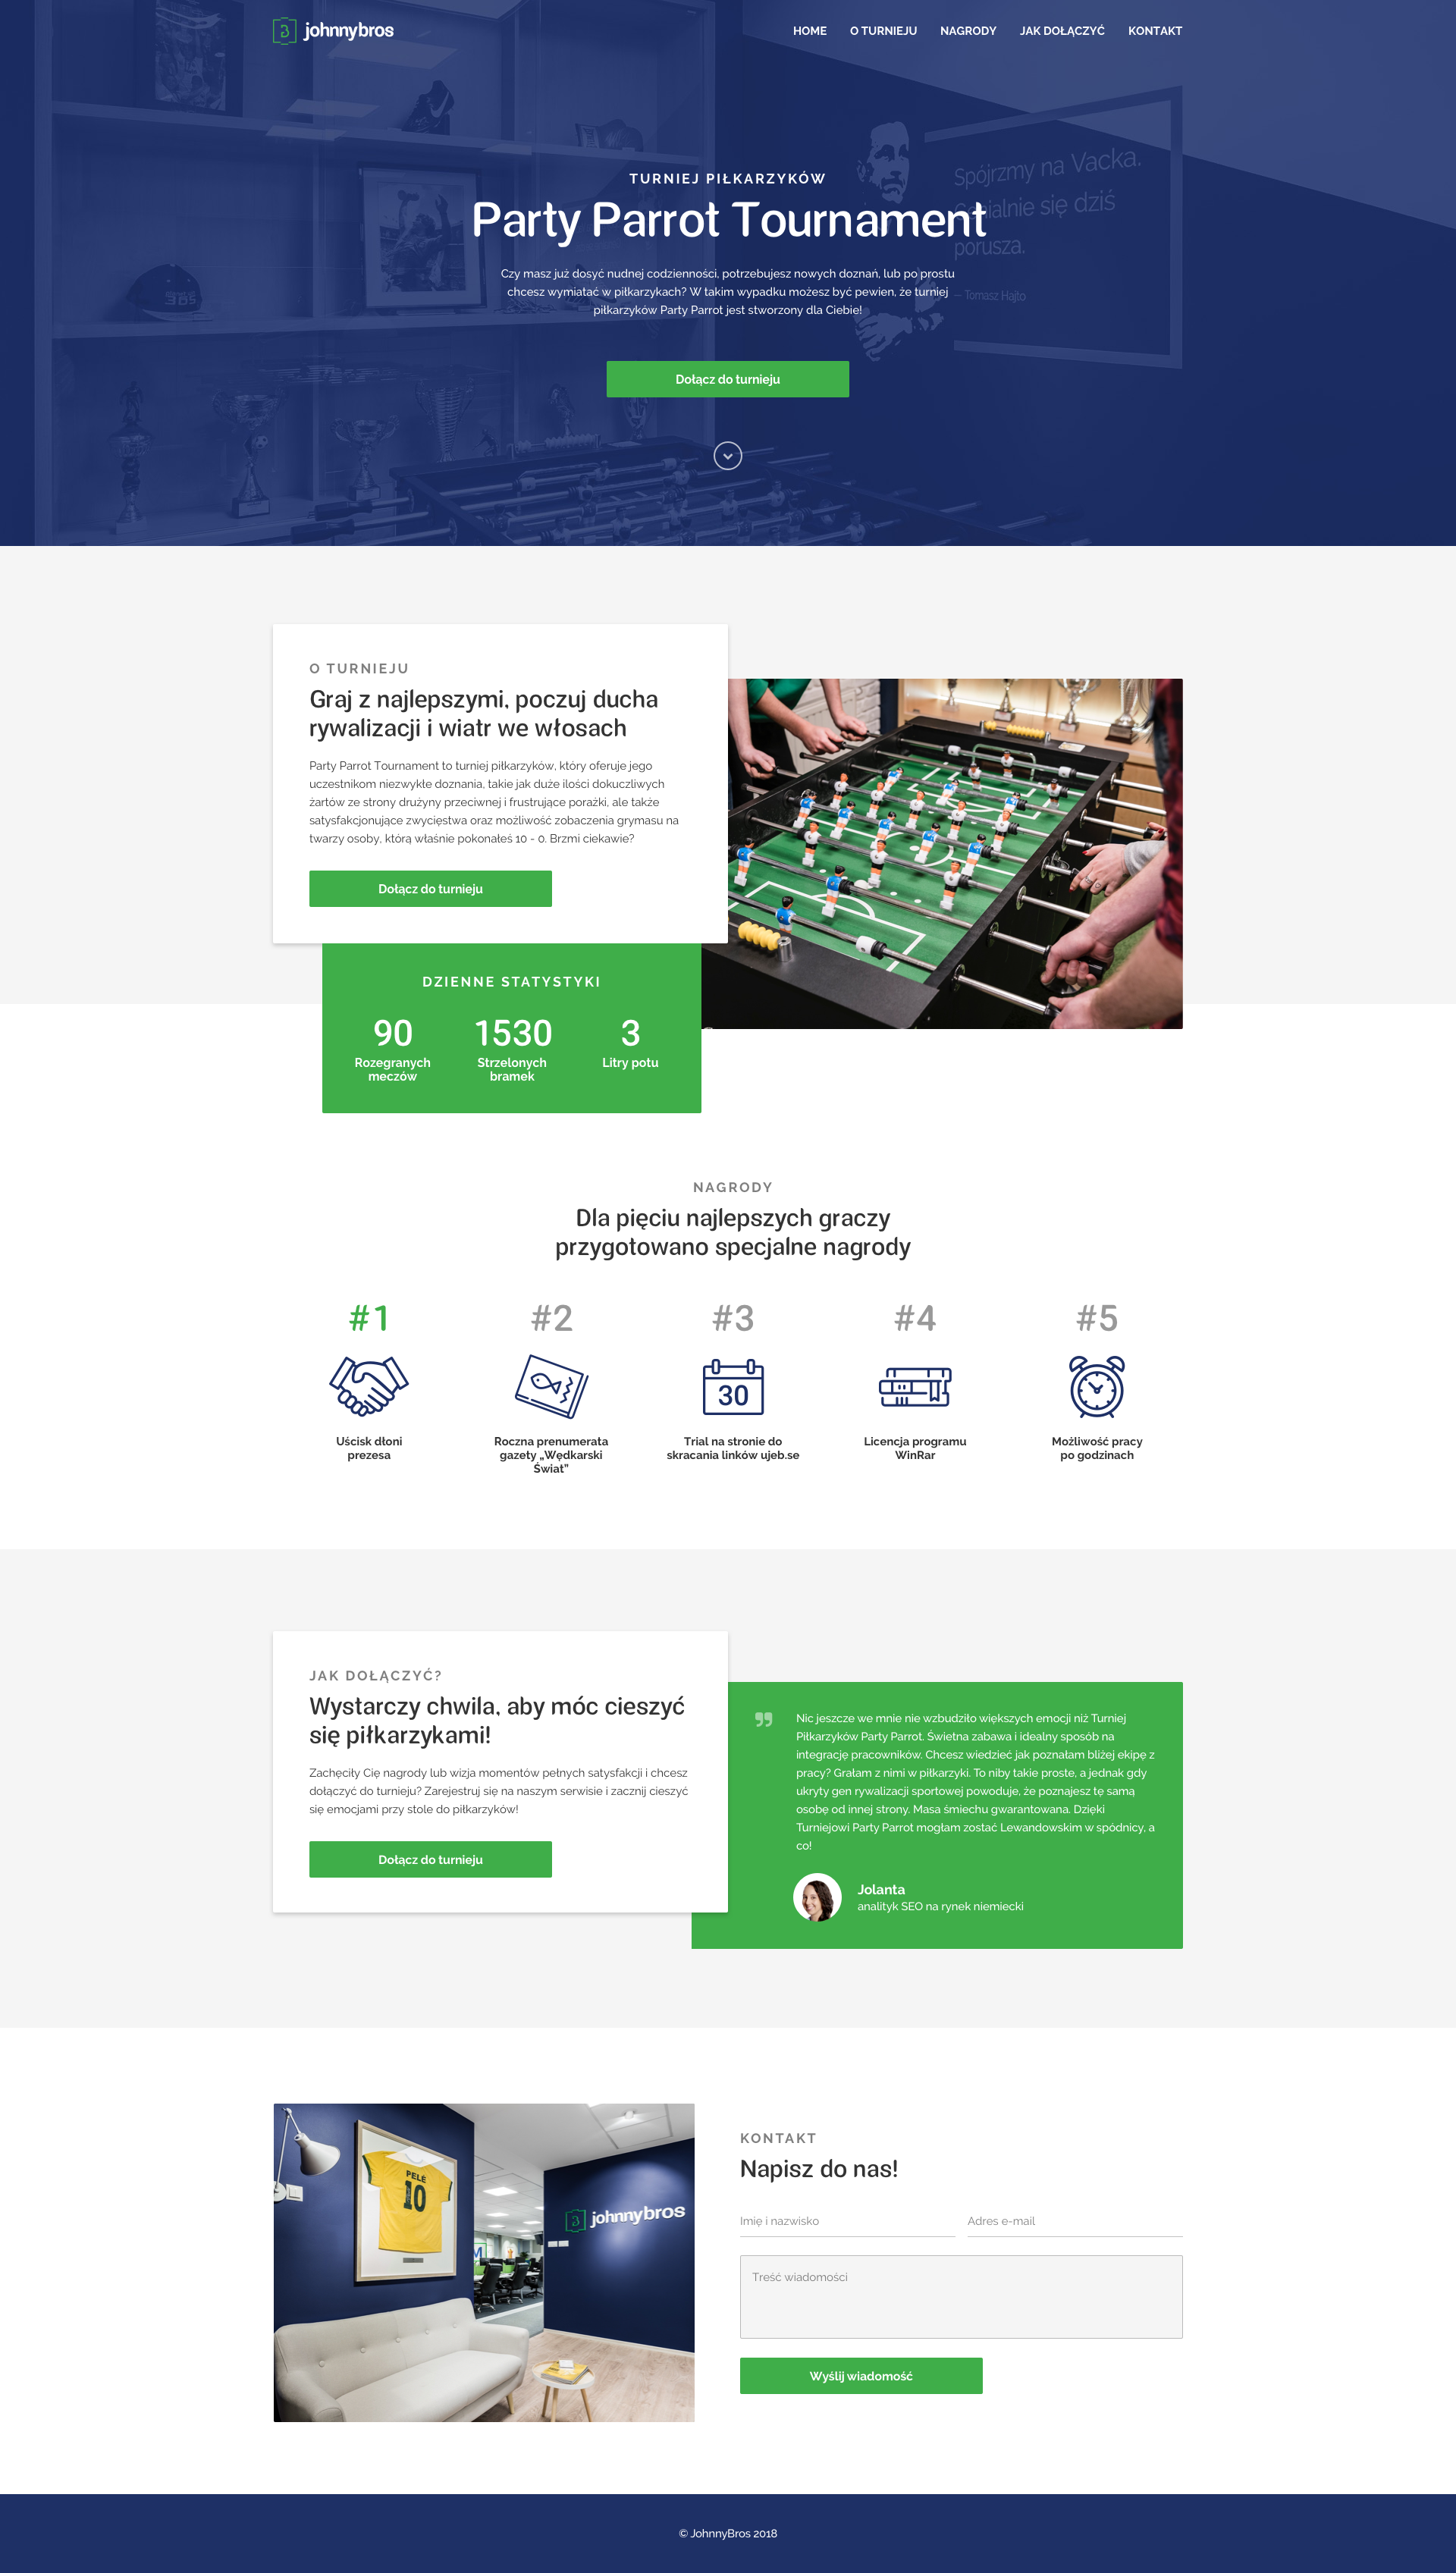 johnnybros
HOME O TURNIEJU NAGRODY JAK DOŁĄCZYĆ KONTAKT
Spójrzmy na Vacka.
Genialnie się dziś
porusza.
– Tomasz Hajto
385
TURNIEJ PIŁKARZYKÓW
Party Parrot Tournament
Czy masz już dosyć nudnej codzienności, potrzebujesz nowych doznań, lub po prostu
chcesz wymiatać w piłkarzykach? W takim wypadku możesz być pewien, że turniej
piłkarzyków Party Parrot jest stworzony dla Ciebie!
Dołącz do turnieju
O TURNIEJU
Graj z najlepszymi, poczuj ducha
rywalizacji i wiatr we włosach
Party Parrot Tournament to turniej piłkarzyków, który oferuje jego
uczestnikom niezwykłe doznania, takie jak duże ilości dokuczliwych
żartów ze strony drużyny przeciwnej i frustrujące porażki, ale także
satysfakcjonujące zwycięstwa oraz możliwość zobaczenia grymasu na
twarzy osoby, którą właśnie pokonałeś 10 - 0. Brzmi ciekawie?
Dołącz do turnieju
DZIENNE STATYSTYKI
90 1530 3
Rozegranych Strzelonych Litry potu
meczów bramek
NAGRODY
Dla pięciu najlepszych graczy
przygotowano specjalne nagrody
#1 #2 #3 #4 #5
30
Uścisk dłoni
prezesa
Roczna prenumerata
gazety „Wędkarski
Świat”
Trial na stronie do
skracania linków ujeb.se
Licencja programu
WinRar
Możliwość pracy
po godzinach
JAK DOŁĄCZYĆ?
Wystarczy chwila, aby móc cieszyć
się piłkarzykami!
Zachęciły Cię nagrody lub wizja momentów pełnych satysfakcji i chcesz
dołączyć do turnieju? Zarejestruj się na naszym serwisie i zacznij cieszyć
się emocjami przy stole do piłkarzyków!
Dołącz do turnieju
Nic jeszcze we mnie nie wzbudziło większych emocji niż Turniej
Piłkarzyków Party Parrot. Świetna zabawa i idealny sposób na
integrację pracowników. Chcesz wiedzieć jak poznałam bliżej ekipę z
pracy? Grałam z nimi w piłkarzyki. To niby takie proste, a jednak gdy
ukryty gen rywalizacji sportowej powoduje, że poznajesz tę samą
osobę od innej strony. Masa śmiechu gwarantowana. Dzięki
Turniejowi Party Parrot mogłam zostać Lewandowskim w spódnicy, a
co!
Jolanta
analityk SEO na rynek niemiecki
PELÉ
10
johnnybros
KONTAKT
Napisz do nas!
Imię i nazwisko Adres e-mail
Treść wiadomości
Wyślij wiadomość
© JohnnyBros 2018